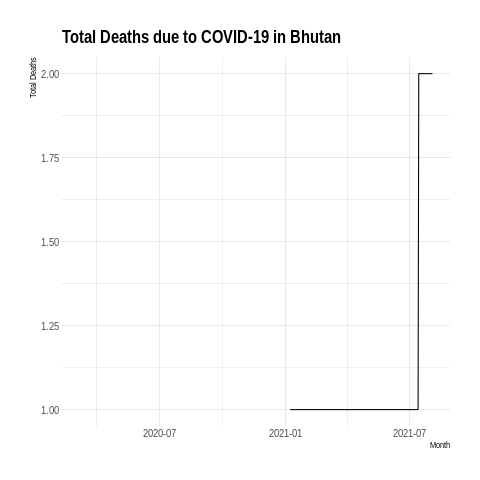 Total Deaths due to COVID-19 in Bhutan
Total Deaths
2.00
1.75
1.50
1.25
1.00
2020-07 2021-01 2021-07
Month